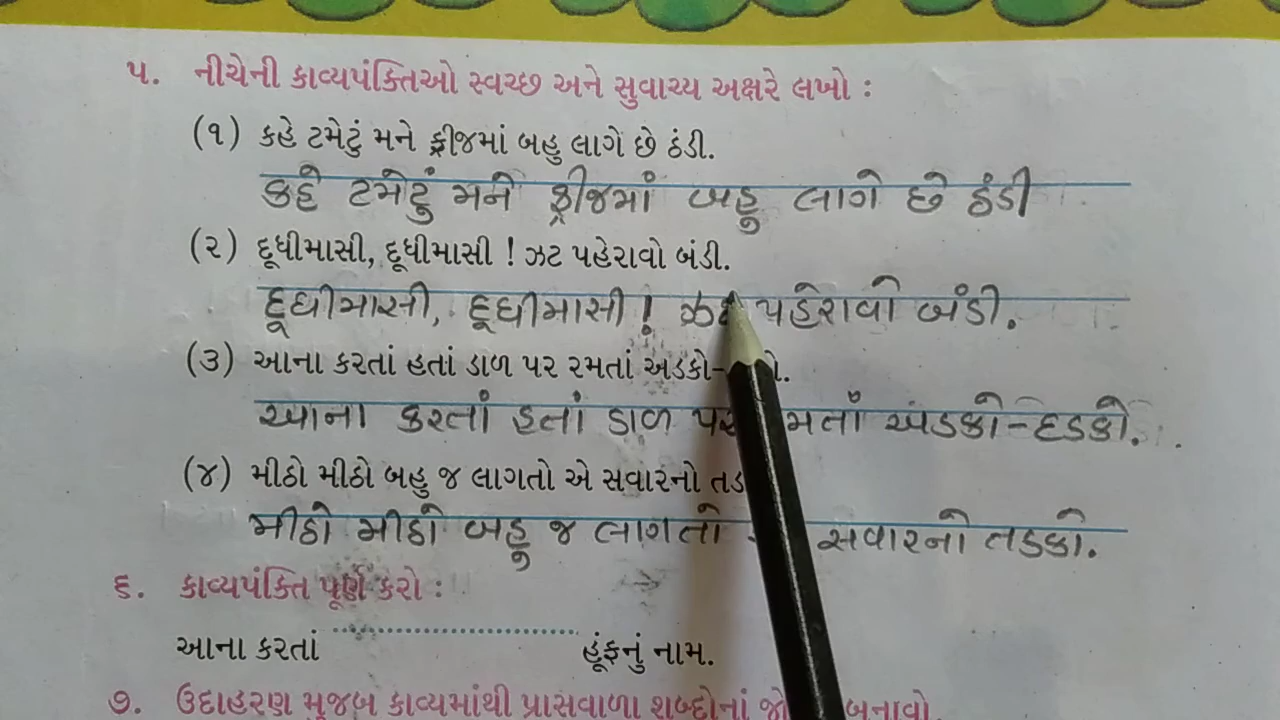 ૫. નીચેની કાવ્યપંક્તિઓ સ્વચ્છ અને સુવાચ્ય અક્ષરે લખો :
(૧) કહે ટમેટું મને ફ્રીજમાં બહુ લાગે છે ઠંડી.
કહે ટમેટું મને ફ્રીજમાં બહુ લાગે છે ઠંડી
(૨) દૂધીમાસી, દૂધીમાસી ! ઝટ પહેરાવો બંડી.
દૂધીમાસી, દૂધીમાસી! ઝટ પહેરાવો બંડી.
(૩) આના કરતાં હતાં ડાળ પર રમતાં
આના કરતાં હતાં ડાળ પર અડકો-દડકો.
(૪) મીઠો મીઠો બહુ જ લાગતો એ સવારનો
મીઠો મીઠો બહુ જ લાગતો સવારનો તડકો.
૬. કાવ્યપંક્તિ પૂર્ણ કરો :
આના કરતાં .............................. હૂંફનું નામ.
૭. ઉદાહરણ મુજબ કાવ્યમાંથી પ્રાસવાળા શબ્દોનાં બનાવો.